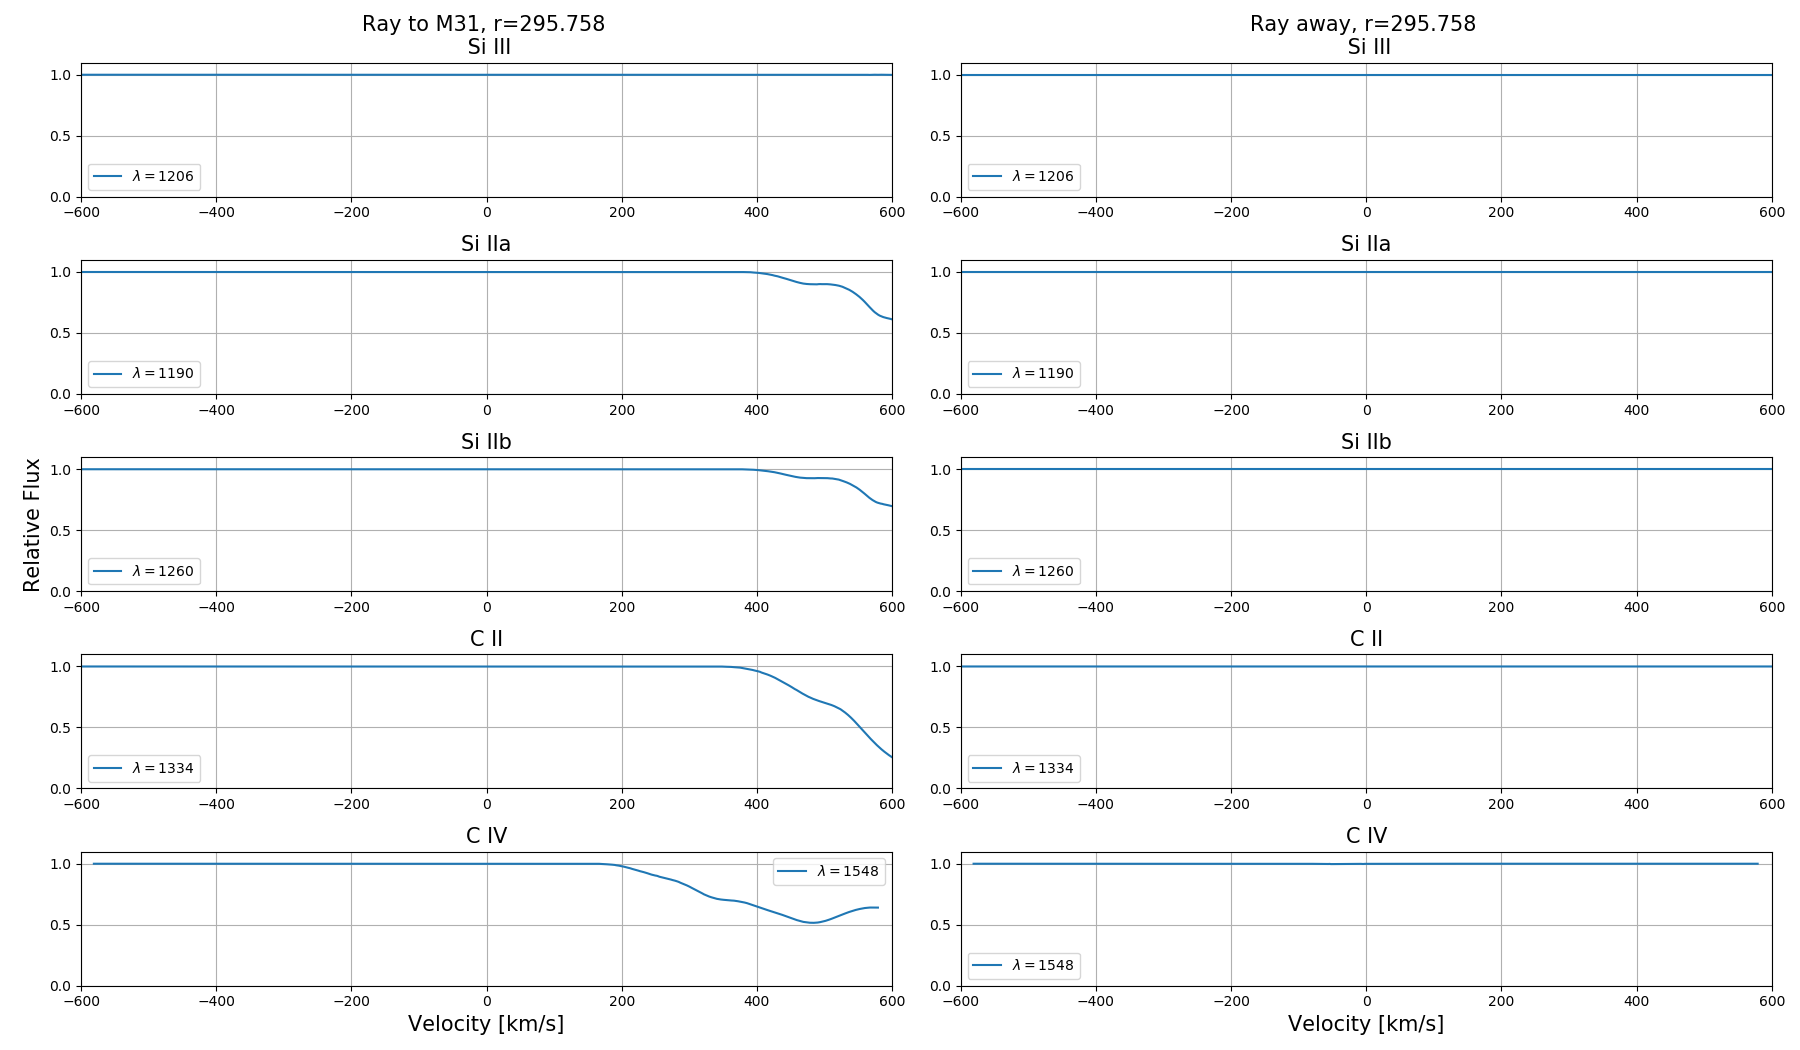 Ray to M31, r=295.758
Si III
1.0
0.5
0.0
λ = 1206
−600 −400 −200 0 200 400 600
Si IIa
1.0
0.5
0.0
λ = 1190
−600 −400 −200 0 200 400 600
Si IIb
1.0
0.5
0.0
λ = 1260
−600 −400 −200 0 200 400 600
C II
1.0
0.5
0.0
λ = 1334
−600 −400 −200 0 200 400 600
C IV
1.0
0.5
0.0
λ = 1548
−600 −400 −200 0 200 400 600
Velocity [km/s]
Relative Flux
Ray away, r=295.758
Si III
1.0
0.5
0.0
λ = 1206
−600 −400 −200 0 200 400 600
Si IIa
1.0
0.5
0.0
λ = 1190
−600 −400 −200 0 200 400 600
Si IIb
1.0
0.5
0.0
λ = 1260
−600 −400 −200 0 200 400 600
C II
1.0
0.5
0.0
λ = 1334
−600 −400 −200 0 200 400 600
C IV
1.0
0.5
0.0
λ = 1548
−600 −400 −200 0 200 400 600
Velocity [km/s]